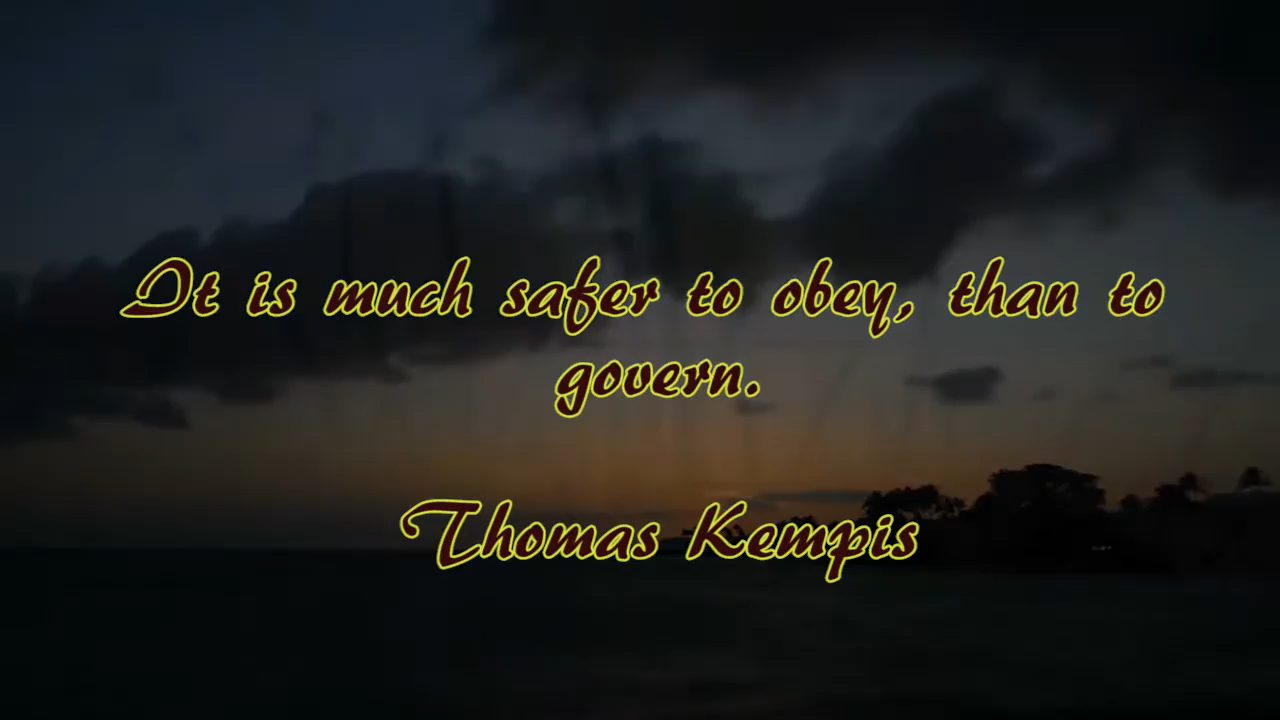 It is much safer to obey, than to
govern.
Thomas Kempis